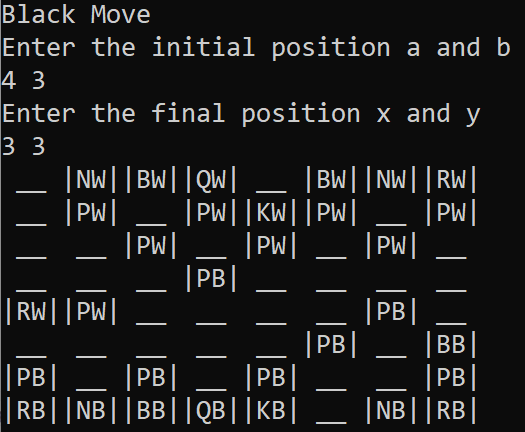 Black Move
Enter the initial position a and b
4 3
Enter the final position x and y
3 3
__ |NW||BW||QW| __ |BW||NW||RW|
__ |PW| __ |PW||KW||PW| __ |PW|
__ __ |PW| __ |PW| __ |PW| __
__ __ __ |PB| __ __ __ __
|RW||PW| __ __ __ __ |PB| __
__ __ __ __ __ |PB| __ |BB|
|PB| __ |PB| __ |PB| __ __ |PB|
|RB||NB||BB||QB||KB| __ |NB||RB|